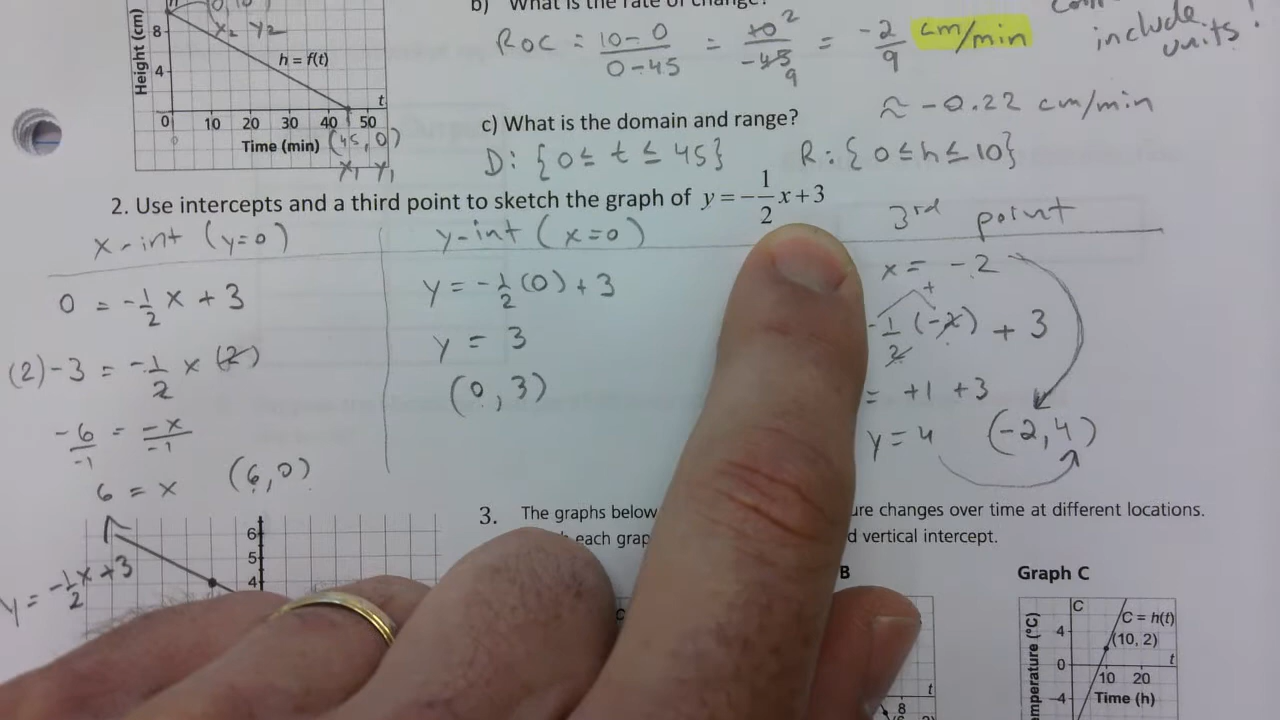 b) What is the rate of change?
Height (cm)
8
4
0
h = f(t)
t
10 20 30 40 50
Time (min)
(45, 0)
x₁ y₁
x₂ y₂
ROC = 10-0/0-45 = 10/-45 = -2/9 cm/min
2
9
include units!
≈ -0.22 cm/min
c) What is the domain and range?
D: {0 ≤ t ≤ 45} R: {0 ≤ h ≤ 10}
2. Use intercepts and a third point to sketch the graph of y = -1/2 x + 3
x-int (y=0)
0 = -1/2 x + 3
(2) -3 = -1/2 x (2)
-6/-1 = -x/-1
6 = x (6,0)
y-int (x=0)
y = -1/2 (0) + 3
y = 3
(0, 3)
3rd point
x = -2
+
-1/2 (-2) + 3
= +1 +3
y = 4 (-2, 4)
6
5
4
y = -1/2 x + 3
3. The graphs below ure changes over time at different locations.
each grap d vertical intercept.
B
t
8
Graph C
C
C = h(t)
(10, 2)
4
0
-4
t
10 20
Time (h)
mperature (°C)